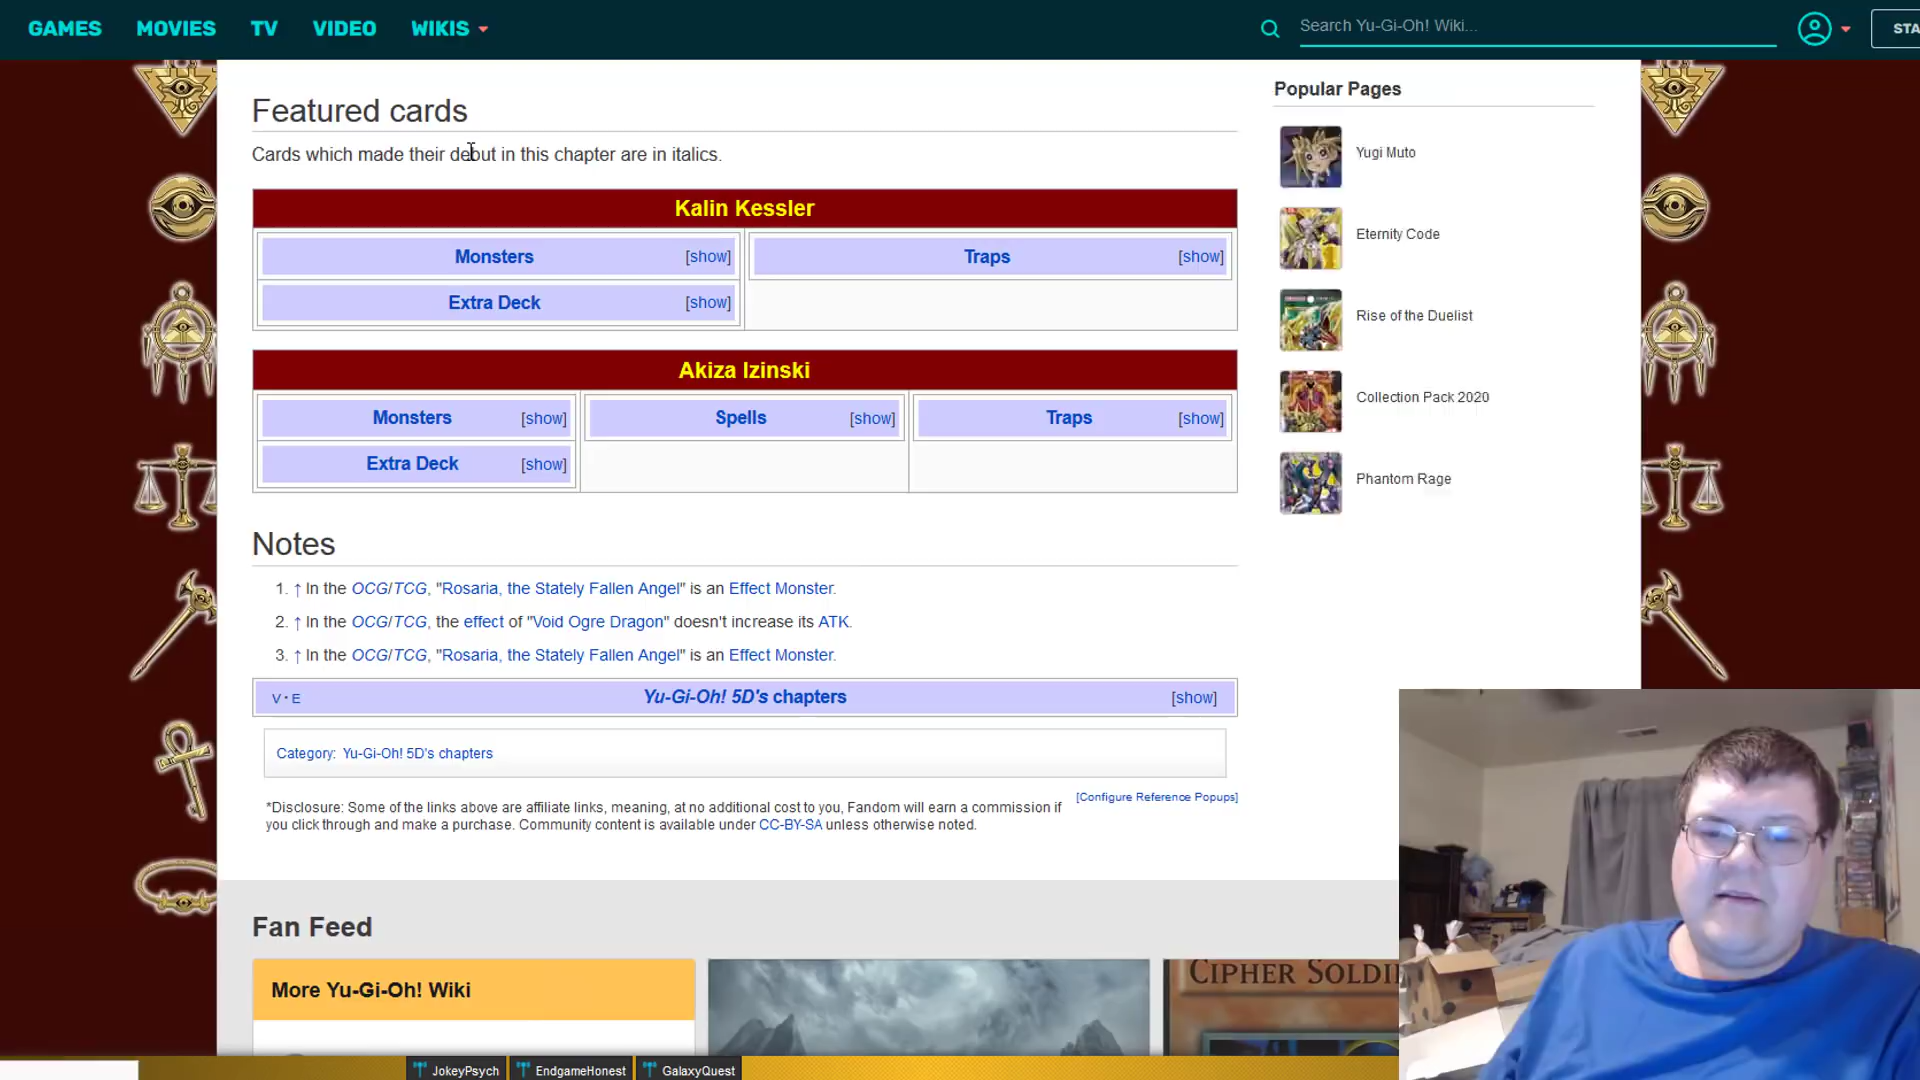 GAMES MOVIES TV VIDEO WIKIS
Search Yu-Gi-Oh! Wiki...
STA
Featured cards
Cards which made their debut in this chapter are in italics.
Kalin Kessler
Monsters [show] Traps [show]
Extra Deck [show]
Akiza Izinski
Monsters [show] Spells [show] Traps [show]
Extra Deck [show]
Notes
1. ↑ In the OCG/TCG, "Rosaria, the Stately Fallen Angel" is an Effect Monster.
2. ↑ In the OCG/TCG, the effect of "Void Ogre Dragon" doesn't increase its ATK.
3. ↑ In the OCG/TCG, "Rosaria, the Stately Fallen Angel" is an Effect Monster.
V · E Yu-Gi-Oh! 5D's chapters [show]
Category: Yu-Gi-Oh! 5D's chapters
*Disclosure: Some of the links above are affiliate links, meaning, at no additional cost to you, Fandom will earn a commission if
you click through and make a purchase. Community content is available under CC-BY-SA unless otherwise noted.
[Configure Reference Popups]
Popular Pages
Yugi Muto
Eternity Code
Rise of the Duelist
Collection Pack 2020
Phantom Rage
Fan Feed
More Yu-Gi-Oh! Wiki
CIPHER SOLDI
JokeyPsych EndgameHonest GalaxyQuest